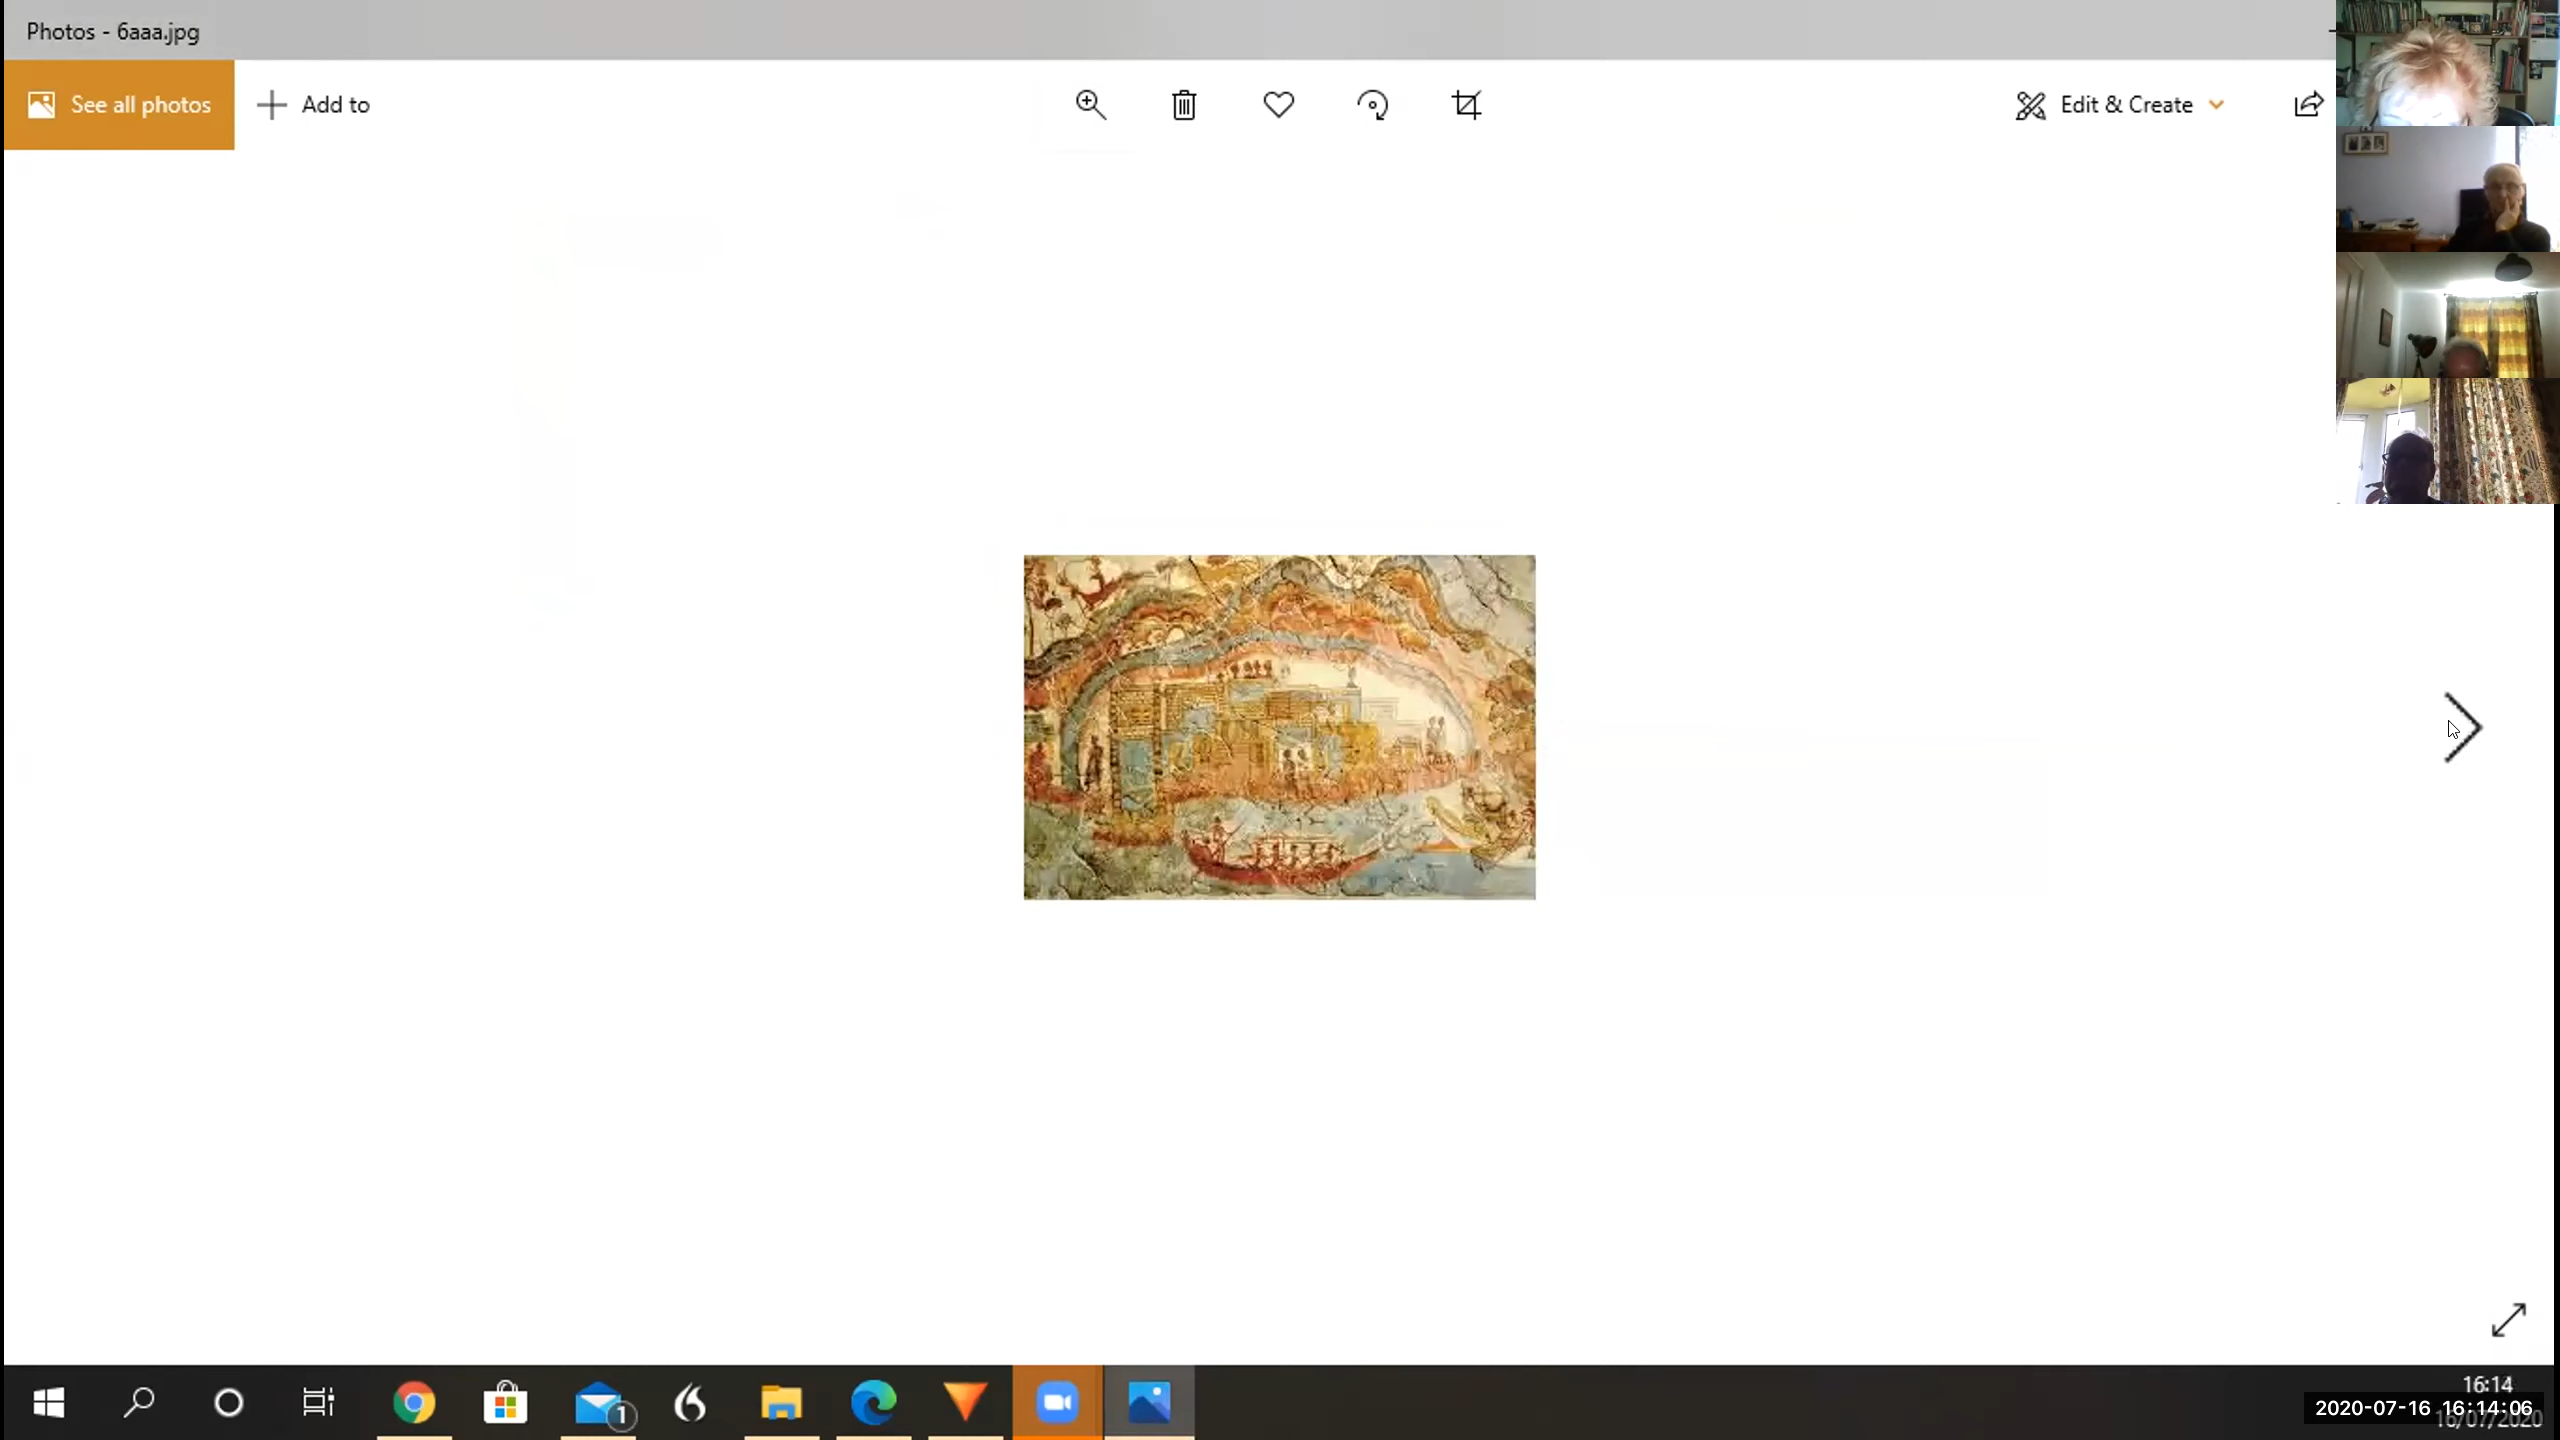 Photos - 6aaa.jpg
See all photos
Add to
Edit & Create
1
16:14
2020-07-16 16:14:06
16/07/2020